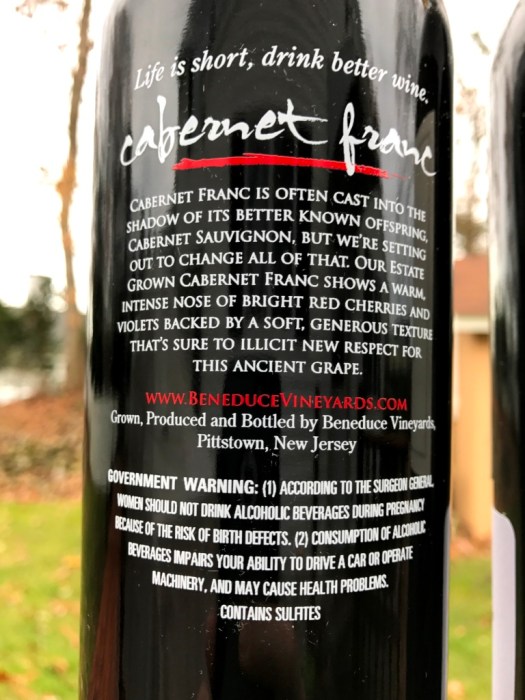 Life is short, drink better wine.
cabernet franc
CABERNET FRANC IS OFTEN CAST INTO THE
SHADOW OF ITS BETTER KNOWN OFFSPRING,
CABERNET SAUVIGNON, BUT WE'RE SETTING
OUT TO CHANGE ALL OF THAT. OUR ESTATE
GROWN CABERNET FRANC SHOWS A WARM,
INTENSE NOSE OF BRIGHT RED CHERRIES AND
VIOLETS BACKED BY A SOFT, GENEROUS TEXTURE
THAT'S SURE TO ILLICIT NEW RESPECT FOR
THIS ANCIENT GRAPE.
WWW.BENEDUCEVINEYARDS.COM
Grown, Produced and Bottled by Beneduce Vineyards,
Pittstown, New Jersey
GOVERNMENT WARNING: (1) ACCORDING TO THE SURGEON GENERAL
WOMEN SHOULD NOT DRINK ALCOHOLIC BEVERAGES DURING PREGNANCY
BECAUSE OF THE RISK OF BIRTH DEFECTS. (2) CONSUMPTION OF ALCOHOLIC
BEVERAGES IMPAIRS YOUR ABILITY TO DRIVE A CAR OR OPERATE
MACHINERY, AND MAY CAUSE HEALTH PROBLEMS.
CONTAINS SULFITES